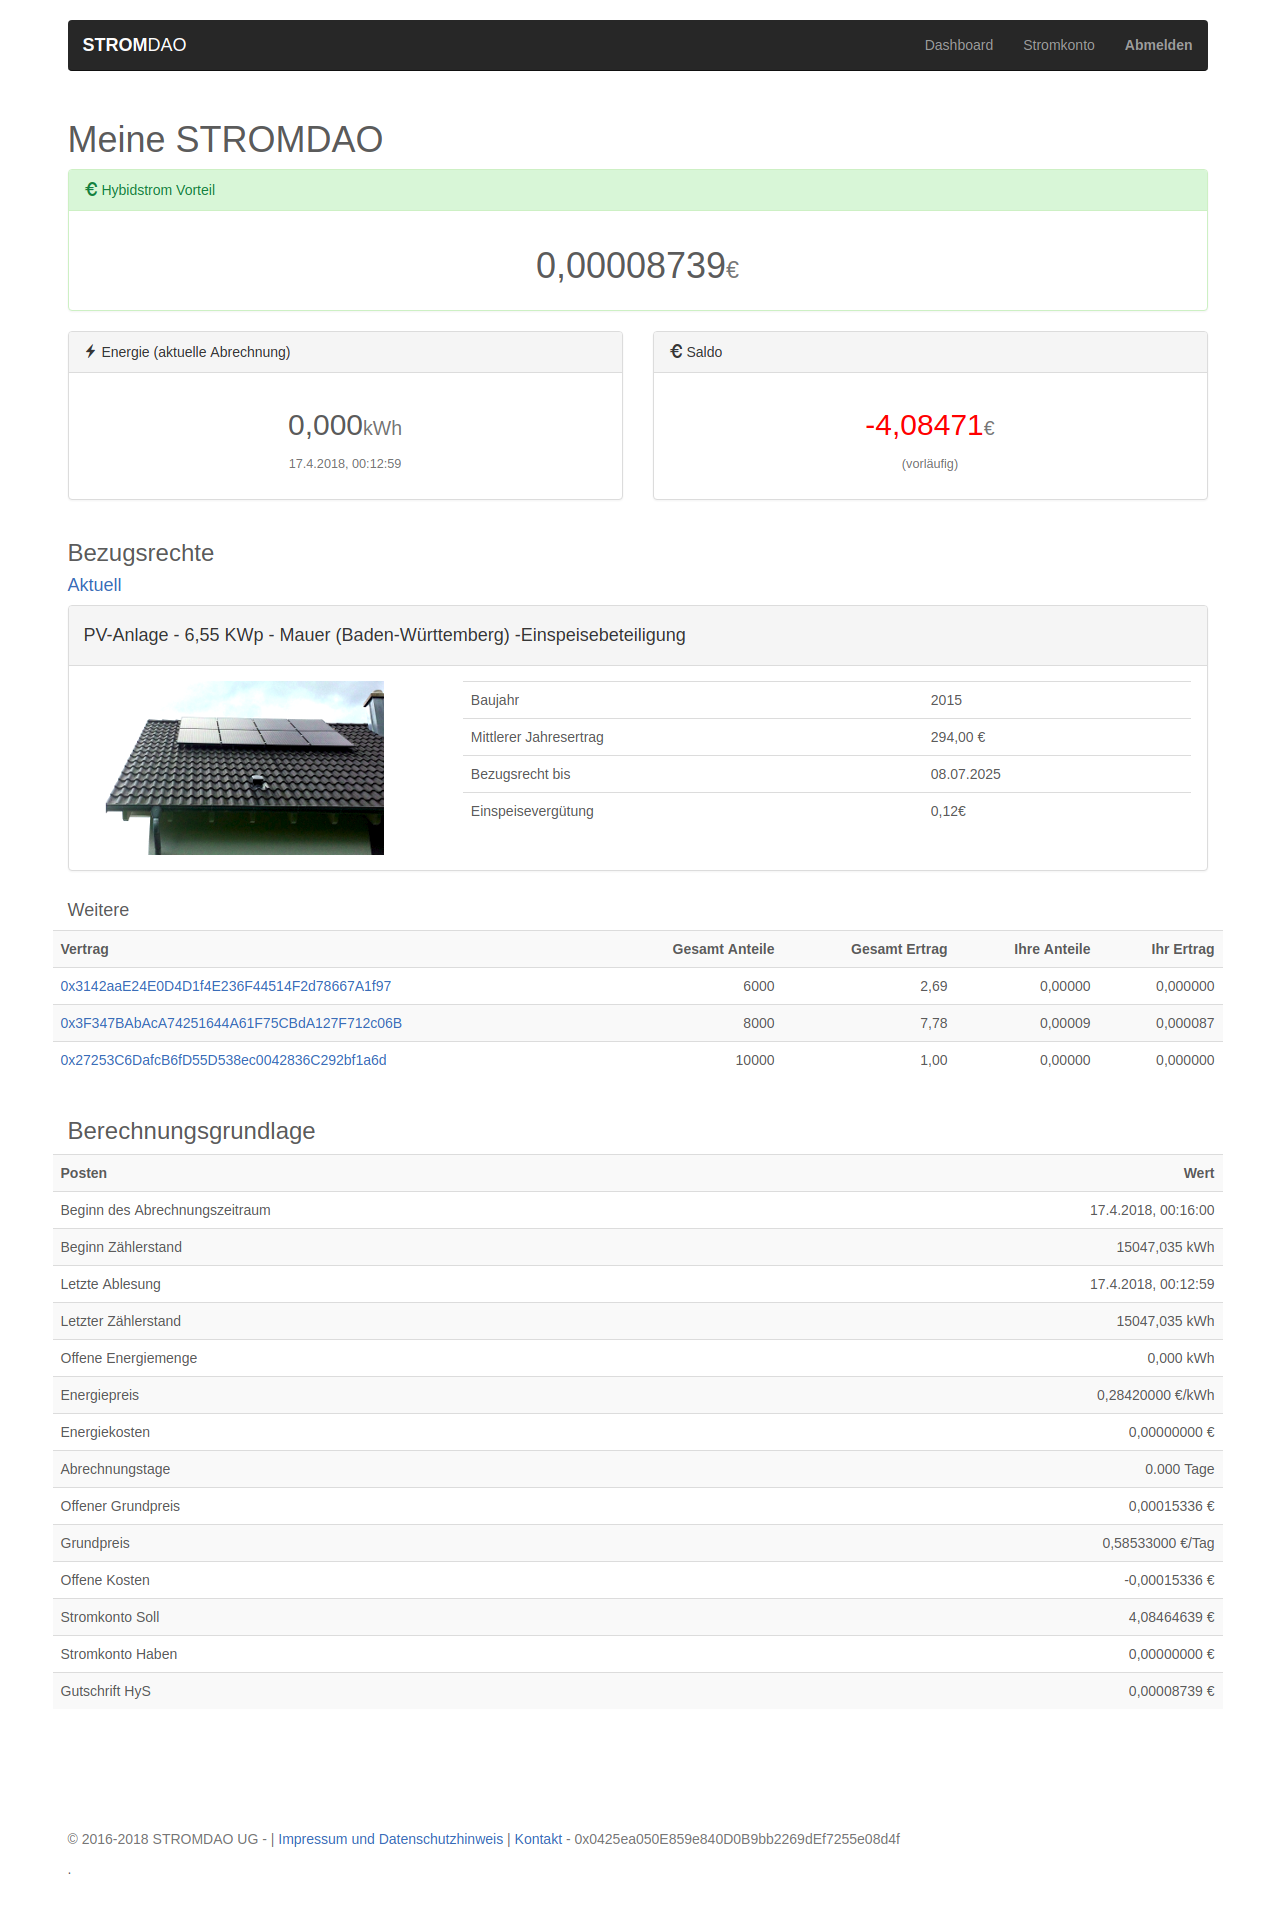 STROMDAO Dashboard Stromkonto Abmelden
Meine STROMDAO
€ Hybidstrom Vorteil
0,00008739€
Energie (aktuelle Abrechnung)
0,000kWh
17.4.2018, 00:12:59
€ Saldo
-4,08471€
(vorläufig)
Bezugsrechte
Aktuell
PV-Anlage - 6,55 KWp - Mauer (Baden-Württemberg) -Einspeisebeteiligung
Baujahr 2015
Mittlerer Jahresertrag 294,00 €
Bezugsrecht bis 08.07.2025
Einspeisevergütung 0,12€
Weitere
Vertrag Gesamt Anteile Gesamt Ertrag Ihre Anteile Ihr Ertrag
0x3142aaE24E0D4D1f4E236F44514F2d78667A1f97 6000 2,69 0,00000 0,000000
0x3F347BAbAcA74251644A61F75CBdA127F712c06B 8000 7,78 0,00009 0,000087
0x27253C6DafcB6fD55D538ec0042836C292bf1a6d 10000 1,00 0,00000 0,000000
Berechnungsgrundlage
Posten Wert
Beginn des Abrechnungszeitraum 17.4.2018, 00:16:00
Beginn Zählerstand 15047,035 kWh
Letzte Ablesung 17.4.2018, 00:12:59
Letzter Zählerstand 15047,035 kWh
Offene Energiemenge 0,000 kWh
Energiepreis 0,28420000 €/kWh
Energiekosten 0,00000000 €
Abrechnungstage 0.000 Tage
Offener Grundpreis 0,00015336 €
Grundpreis 0,58533000 €/Tag
Offene Kosten -0,00015336 €
Stromkonto Soll 4,08464639 €
Stromkonto Haben 0,00000000 €
Gutschrift HyS 0,00008739 €
© 2016-2018 STROMDAO UG - | Impressum und Datenschutzhinweis | Kontakt - 0x0425ea050E859e840D0B9bb2269dEf7255e08d4f
.